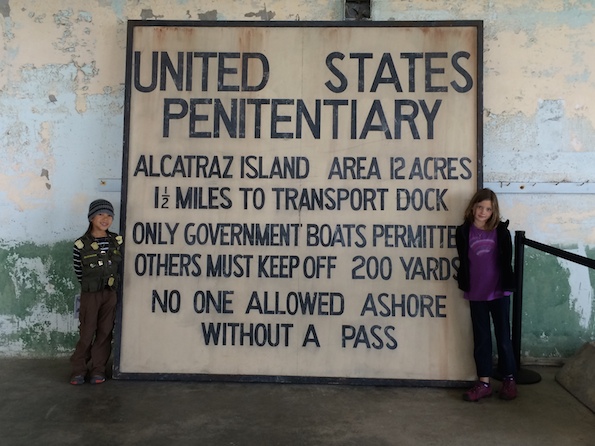 UNITED STATES
PENITENTIARY
ALCATRAZ ISLAND AREA 12 ACRES
1½ MILES TO TRANSPORT DOCK
ONLY GOVERNMENT BOATS PERMITTE
OTHERS MUST KEEP OFF 200 YARDS
NO ONE ALLOWED ASHORE
WITHOUT A PASS